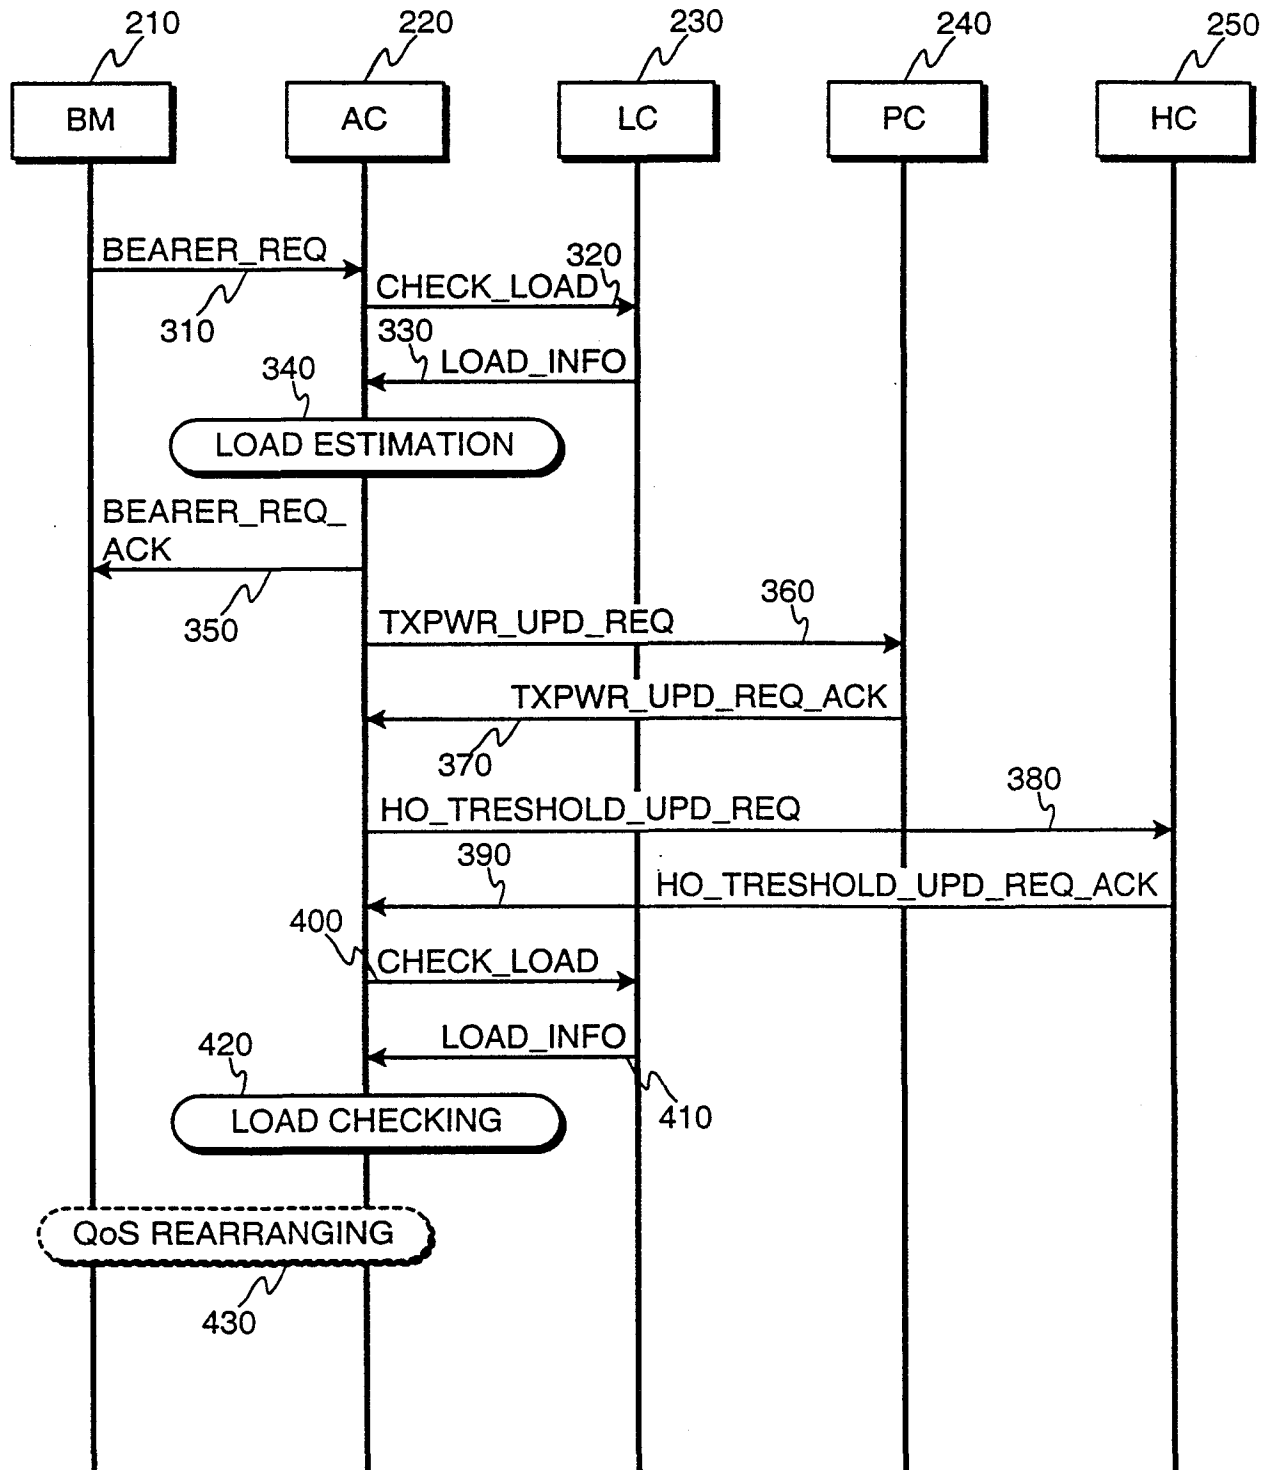 210
220
230
240
250
BM
AC
LC
PC
HC
BEARER_REQ
310
320
CHECK_LOAD
330
LOAD_INFO
340
LOAD ESTIMATION
BEARER_REQ_
ACK
350
360
TXPWR_UPD_REQ
TXPWR_UPD_REQ_ACK
370
380
HO_TRESHOLD_UPD_REQ
390
HO_TRESHOLD_UPD_REQ_ACK
400
CHECK_LOAD
LOAD_INFO
410
420
LOAD CHECKING
QoS REARRANGING
430